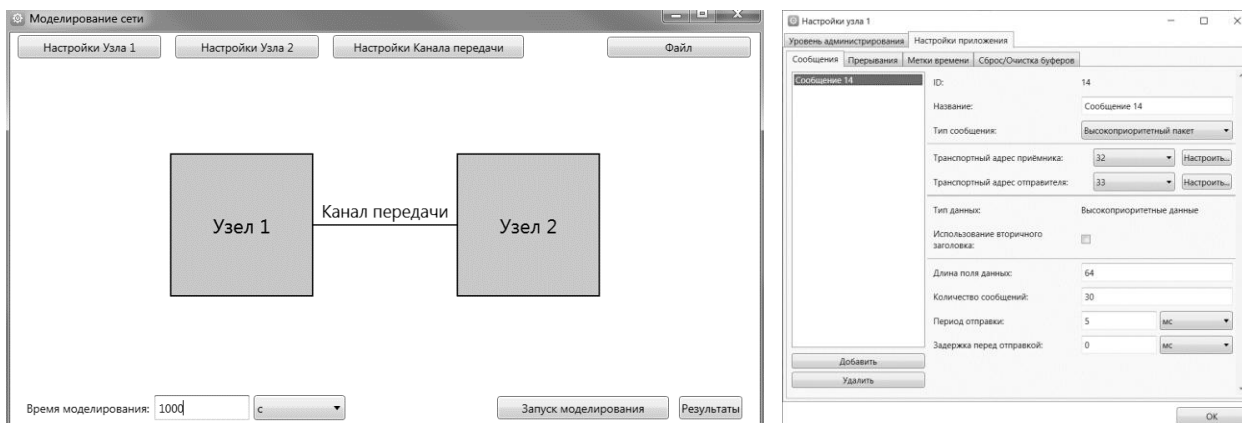 Моделирование сети
Настройки Узла 1 Настройки Узла 2 Настройки Канала передачи Файл
Узел 1 Канал передачи Узел 2
Время моделирования: 1000 с Запуск моделирования Результаты
Настройки узла 1
Уровень администрирования Настройки приложения
Сообщения Прерывания Метки времени Сброс/Очистка буферов
Сообщение 14
ID: 14
Название: Сообщение 14
Тип сообщения: Высокоприоритетный пакет
Транспортный адрес приёмника: 32 Настроить...
Транспортный адрес отправителя: 33 Настроить...
Тип данных: Высокоприоритетные данные
Использование вторичного
заголовка:
Длина поля данных: 64
Количество сообщений: 30
Период отправки: 5 мс
Задержка перед отправкой: 0 мс
Добавить
Удалить
ОК